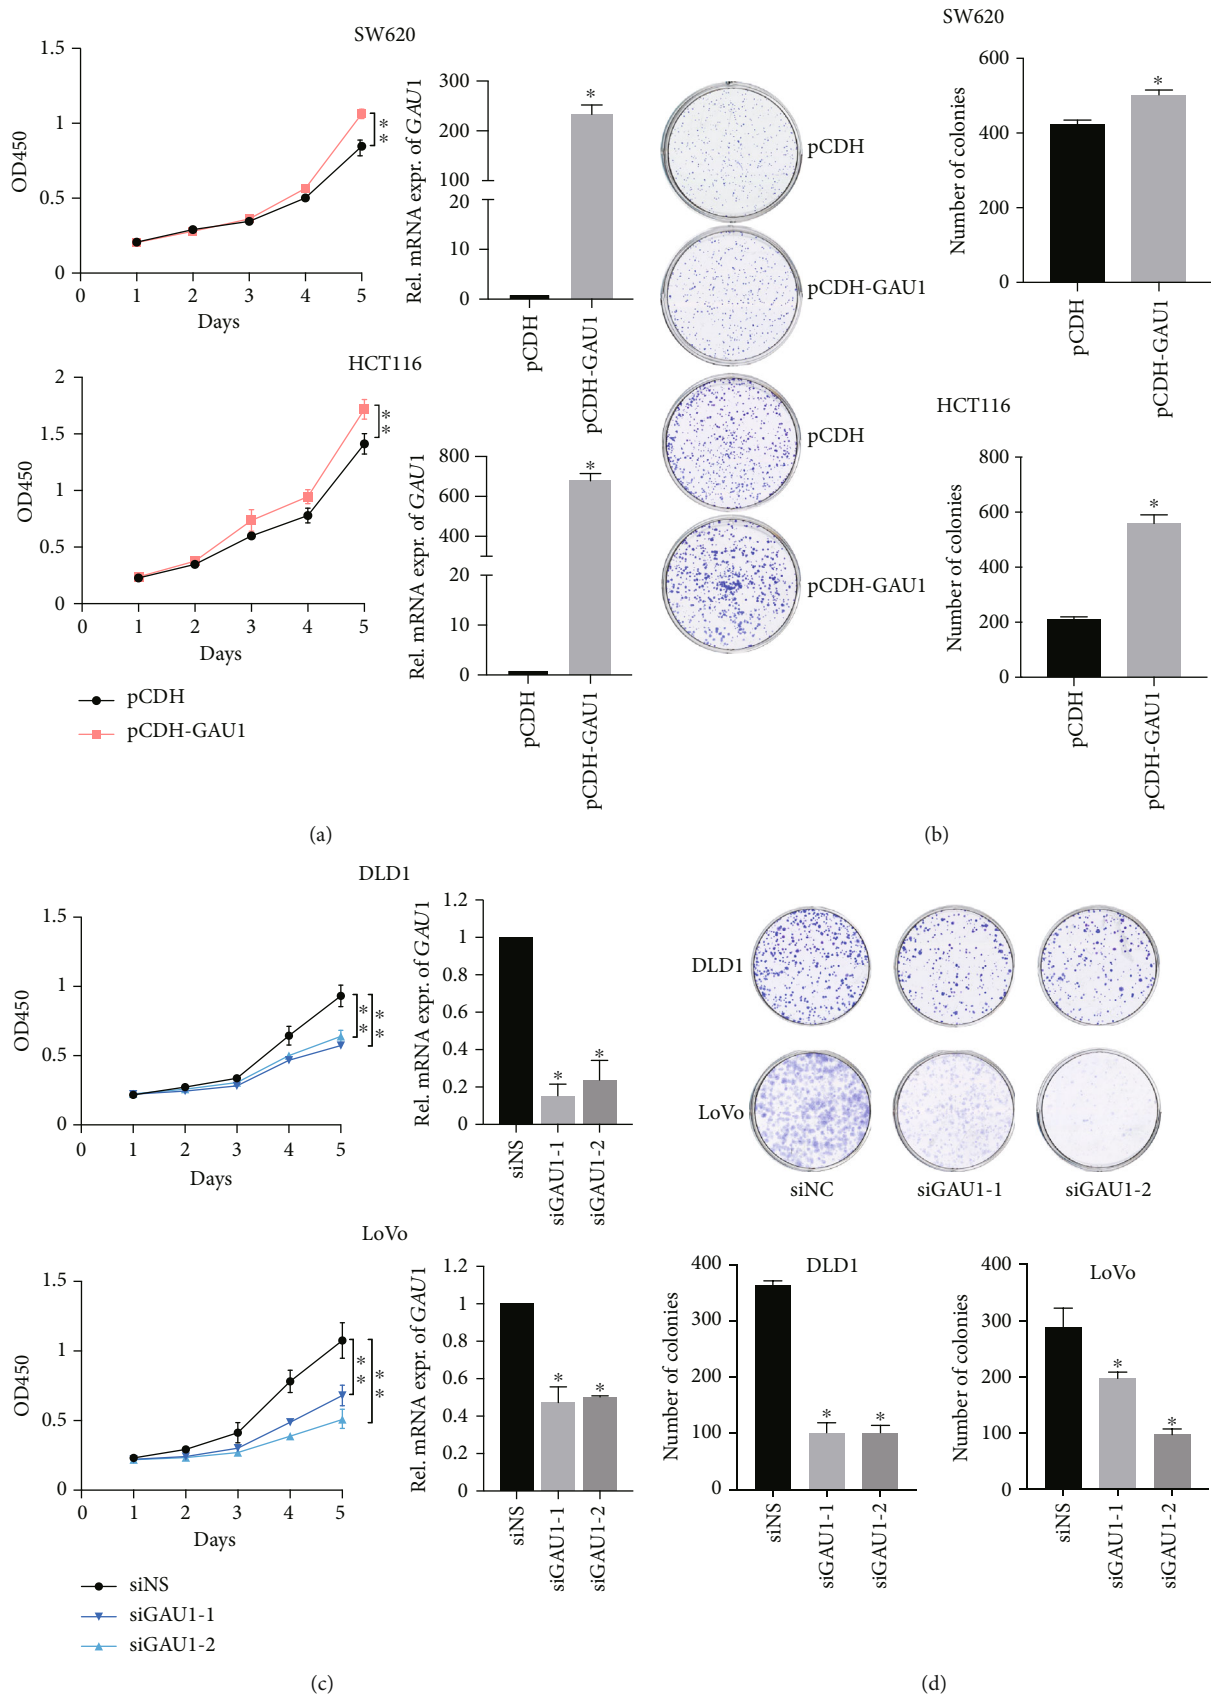 SW620
1.5
1
0.5
0
OD450
0 1 2 3 4 5
Days
**
300
200
100
20
10
0
Rel. mRNA expr. of GAU1
*
pCDH
pCDH-GAU1
HCT116
2
1.5
1
0.5
0
OD450
0 1 2 3 4 5
Days
**
800
600
400
20
10
0
Rel. mRNA expr. of GAU1
*
pCDH
pCDH-GAU1
pCDH
pCDH-GAU1
(a)
pCDH
pCDH-GAU1
pCDH
pCDH-GAU1
SW620
600
400
200
0
Number of colonies
*
pCDH
pCDH-GAU1
HCT116
800
600
400
200
0
Number of colonies
*
pCDH
pCDH-GAU1
(b)
DLD1
1.5
1
0.5
0
OD450
0 1 2 3 4 5
Days
** **
1.2
1
0.8
0.6
0.4
0.2
0
Rel. mRNA expr. of GAU1
* *
siNS
siGAU1-1
siGAU1-2
LoVo
1.5
1
0.5
0
OD450
0 1 2 3 4 5
Days
** **
1.2
1
0.8
0.6
0.4
0.2
0
Rel. mRNA expr. of GAU1
* *
siNS
siGAU1-1
siGAU1-2
siNS
siGAU1-1
siGAU1-2
(c)
DLD1
LoVo
siNC siGAU1-1 siGAU1-2
DLD1
400
300
200
100
0
Number of colonies
* *
siNS
siGAU1-1
siGAU1-2
LoVo
400
300
200
100
0
Number of colonies
* *
siNS
siGAU1-1
siGAU1-2
(d)